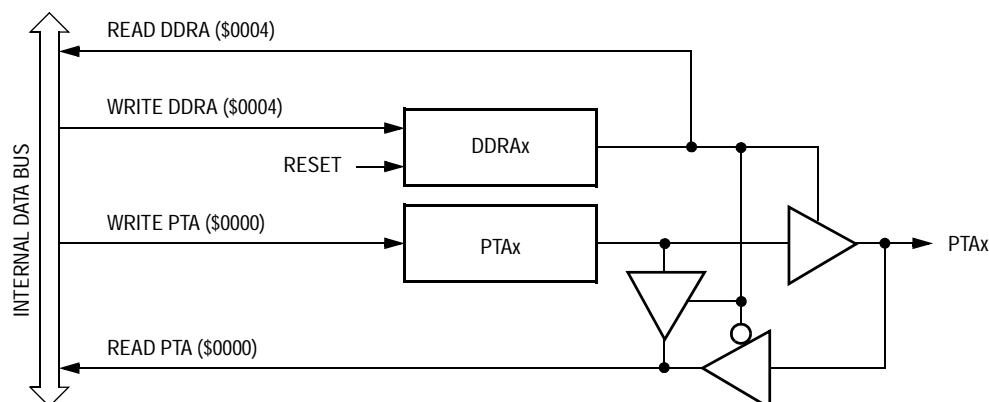 READ DDRA ($0004)
WRITE DDRA ($0004)
DDRAx
RESET
INTERNAL DATA BUS
WRITE PTA ($0000)
PTAx
PTAx
READ PTA ($0000)